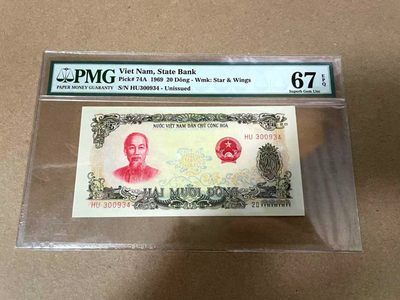 PMG
PAPER MONEY GUARANTY
Viet Nam, State Bank
Pick# 74A 1969 20 Dông - Wmk: Star & Wings
S/N HU300934 - Unissued
67 EPQ
Superb Gem Unc
NƯỚC VIỆT NAM DÂN CHỦ CỘNG HÒA
HU 300934
HAI MƯƠI ĐỒNG
HU 300934
20